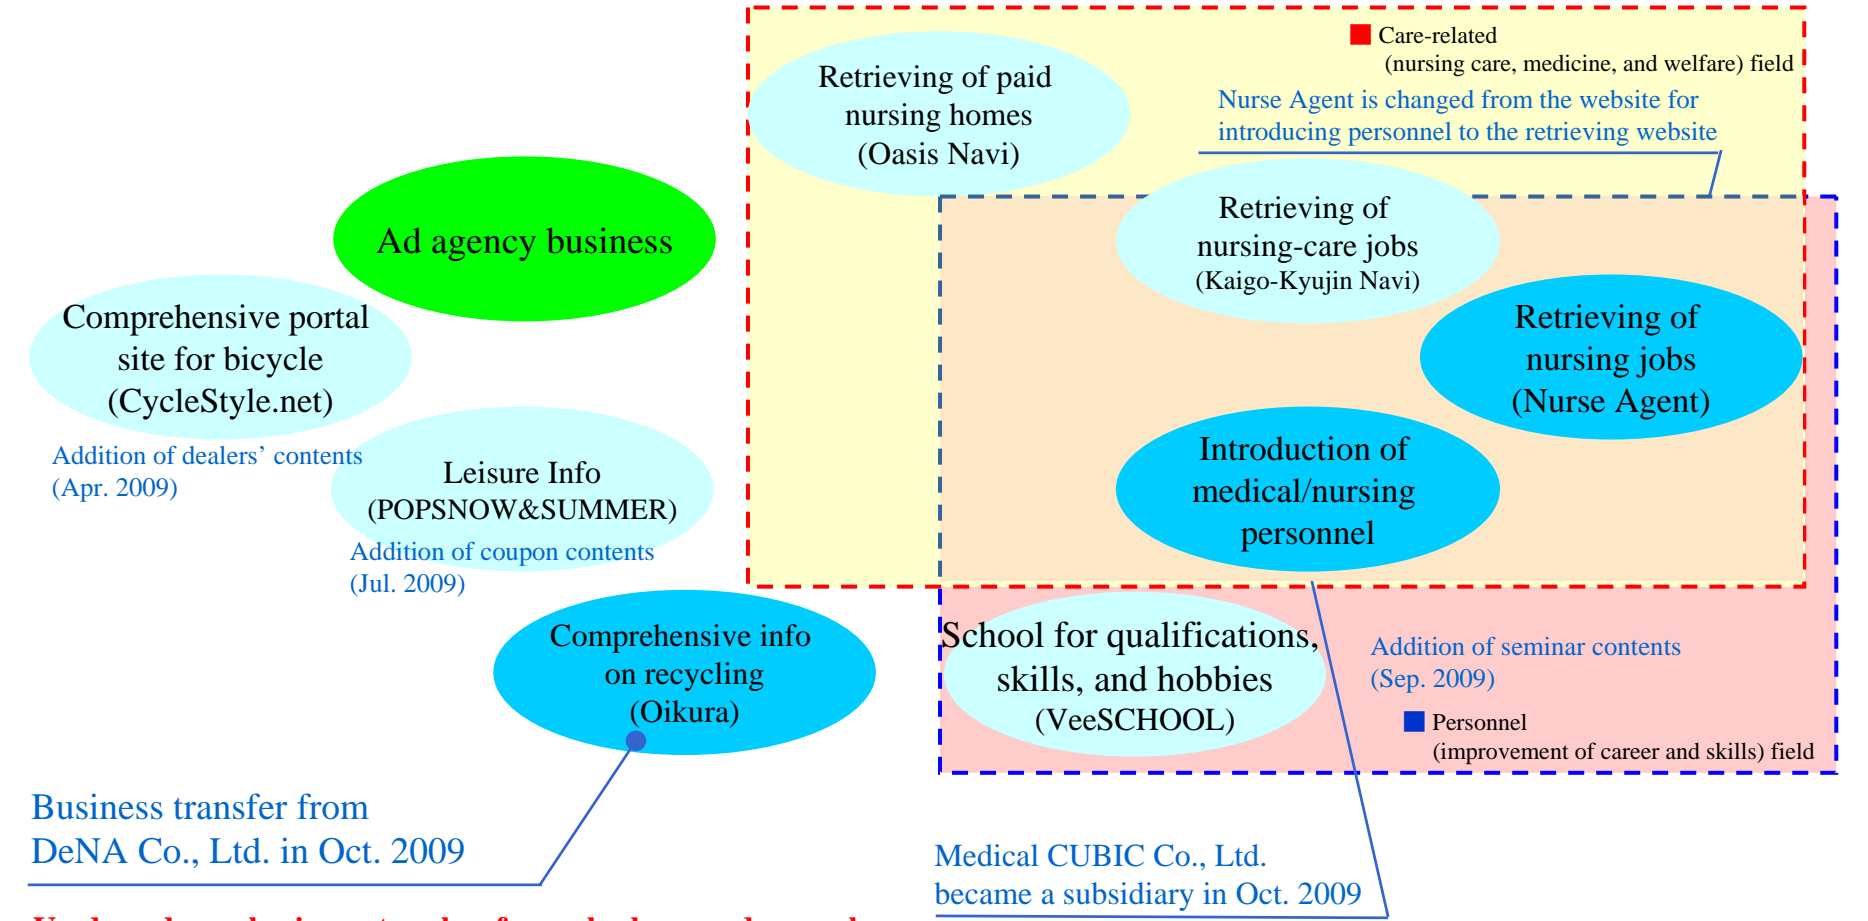 Care-related
(nursing care, medicine, and welfare) field
Retrieving of paid
nursing homes
(Oasis Navi)
Nurse Agent is changed from the website for
introducing personnel to the retrieving website
Ad agency business
Retrieving of
nursing-care jobs
(Kaigo-Kyujin Navi)
Comprehensive portal
site for bicycle
(CycleStyle.net)
Retrieving of
nursing jobs
(Nurse Agent)
Addition of dealers’ contents
(Apr. 2009)
Leisure Info
(POPSNOW&SUMMER)
Addition of coupon contents
(Jul. 2009)
Introduction of
medical/nursing
personnel
Comprehensive info
on recycling
(Oikura)
School for qualifications,
skills, and hobbies
(VeeSCHOOL)
Addition of seminar contents
(Sep. 2009)
Personnel
(improvement of career and skills) field
Business transfer from
DeNA Co., Ltd. in Oct. 2009
Medical CUBIC Co., Ltd.
became a subsidiary in Oct. 2009